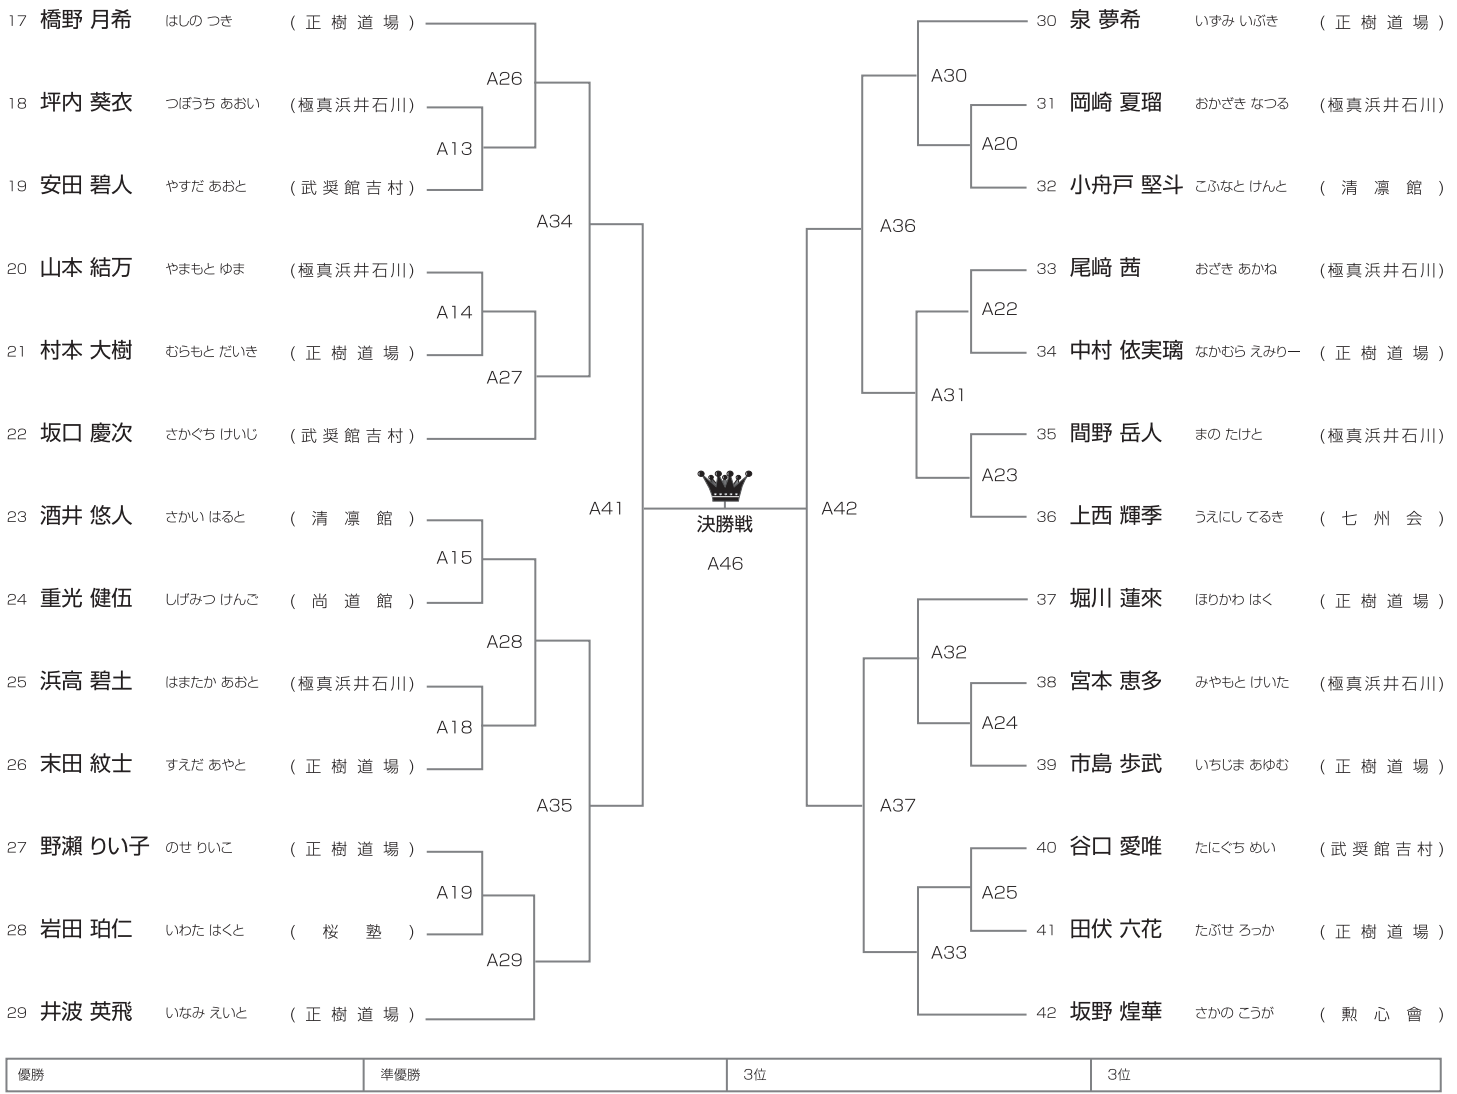 17 橋野 月希 はしの つき ( 正 樹 道 場 )
18 坪内 葵衣 つぼうち あおい (極真浜井石川)
19 安田 碧人 やすだ あおと ( 武 奨 館 吉 村 )
20 山本 結万 やまもと ゆま (極真浜井石川)
21 村本 大樹 むらもと だいき ( 正 樹 道 場 )
22 坂口 慶次 さかぐち けいじ ( 武 奨 館 吉 村 )
23 酒井 悠人 さかい はると ( 清 凛 館 )
24 重光 健伍 しげみつ けんご ( 尚 道 館 )
25 浜高 碧土 はまたか あおと (極真浜井石川)
26 末田 紋士 すえだ あやと ( 正 樹 道 場 )
27 野瀬 りい子 のせ りいこ ( 正 樹 道 場 )
28 岩田 珀仁 いわた はくと ( 桜 塾 )
29 井波 英飛 いなみ えいと ( 正 樹 道 場 )
A26
A13
A34
A14
A27
A41
A15
A28
A18
A35
A19
A29
決勝戦
A46
A30
A20
A36
A22
A31
A23
A42
A32
A24
A37
A25
A33
30 泉 夢希 いずみ いぶき ( 正 樹 道 場 )
31 岡崎 夏瑠 おかざき なつる (極真浜井石川)
32 小舟戸 堅斗 こふなと けんと ( 清 凛 館 )
33 尾﨑 茜 おざき あかね (極真浜井石川)
34 中村 依実璃 なかむら えみりー ( 正 樹 道 場 )
35 間野 岳人 まの たけと (極真浜井石川)
36 上西 輝季 うえにし てるき ( 七 州 会 )
37 堀川 蓮來 ほりかわ はく ( 正 樹 道 場 )
38 宮本 恵多 みやもと けいた (極真浜井石川)
39 市島 歩武 いちじま あゆむ ( 正 樹 道 場 )
40 谷口 愛唯 たにぐち めい ( 武 奨 館 吉 村 )
41 田伏 六花 たぶせ ろっか ( 正 樹 道 場 )
42 坂野 煌華 さかの こうが ( 勲 心 會 )
優勝
準優勝
3位
3位